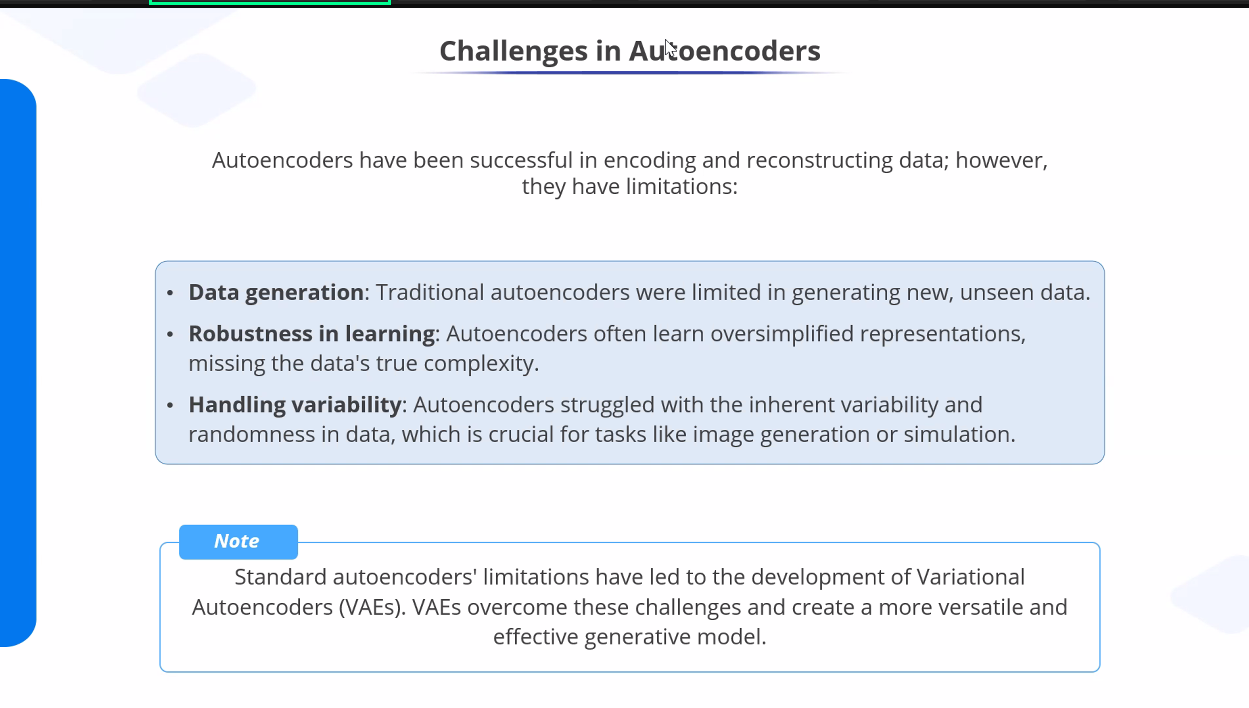 Challenges in Autoencoders
Autoencoders have been successful in encoding and reconstructing data; however,
they have limitations:
• Data generation: Traditional autoencoders were limited in generating new, unseen data.
• Robustness in learning: Autoencoders often learn oversimplified representations,
missing the data's true complexity.
• Handling variability: Autoencoders struggled with the inherent variability and
randomness in data, which is crucial for tasks like image generation or simulation.
Note
Standard autoencoders' limitations have led to the development of Variational
Autoencoders (VAEs). VAEs overcome these challenges and create a more versatile and
effective generative model.